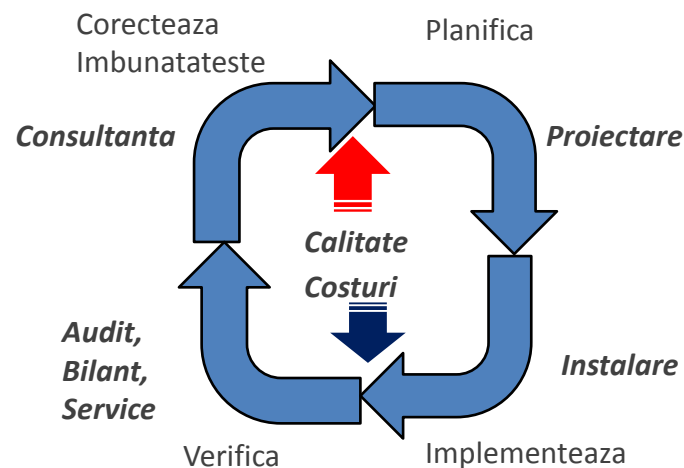 Corecteaza
Imbunatateste
Planifica
Consultanta
Proiectare
Calitate
Costuri
Audit,
Bilant,
Service
Instalare
Verifica
Implementeaza